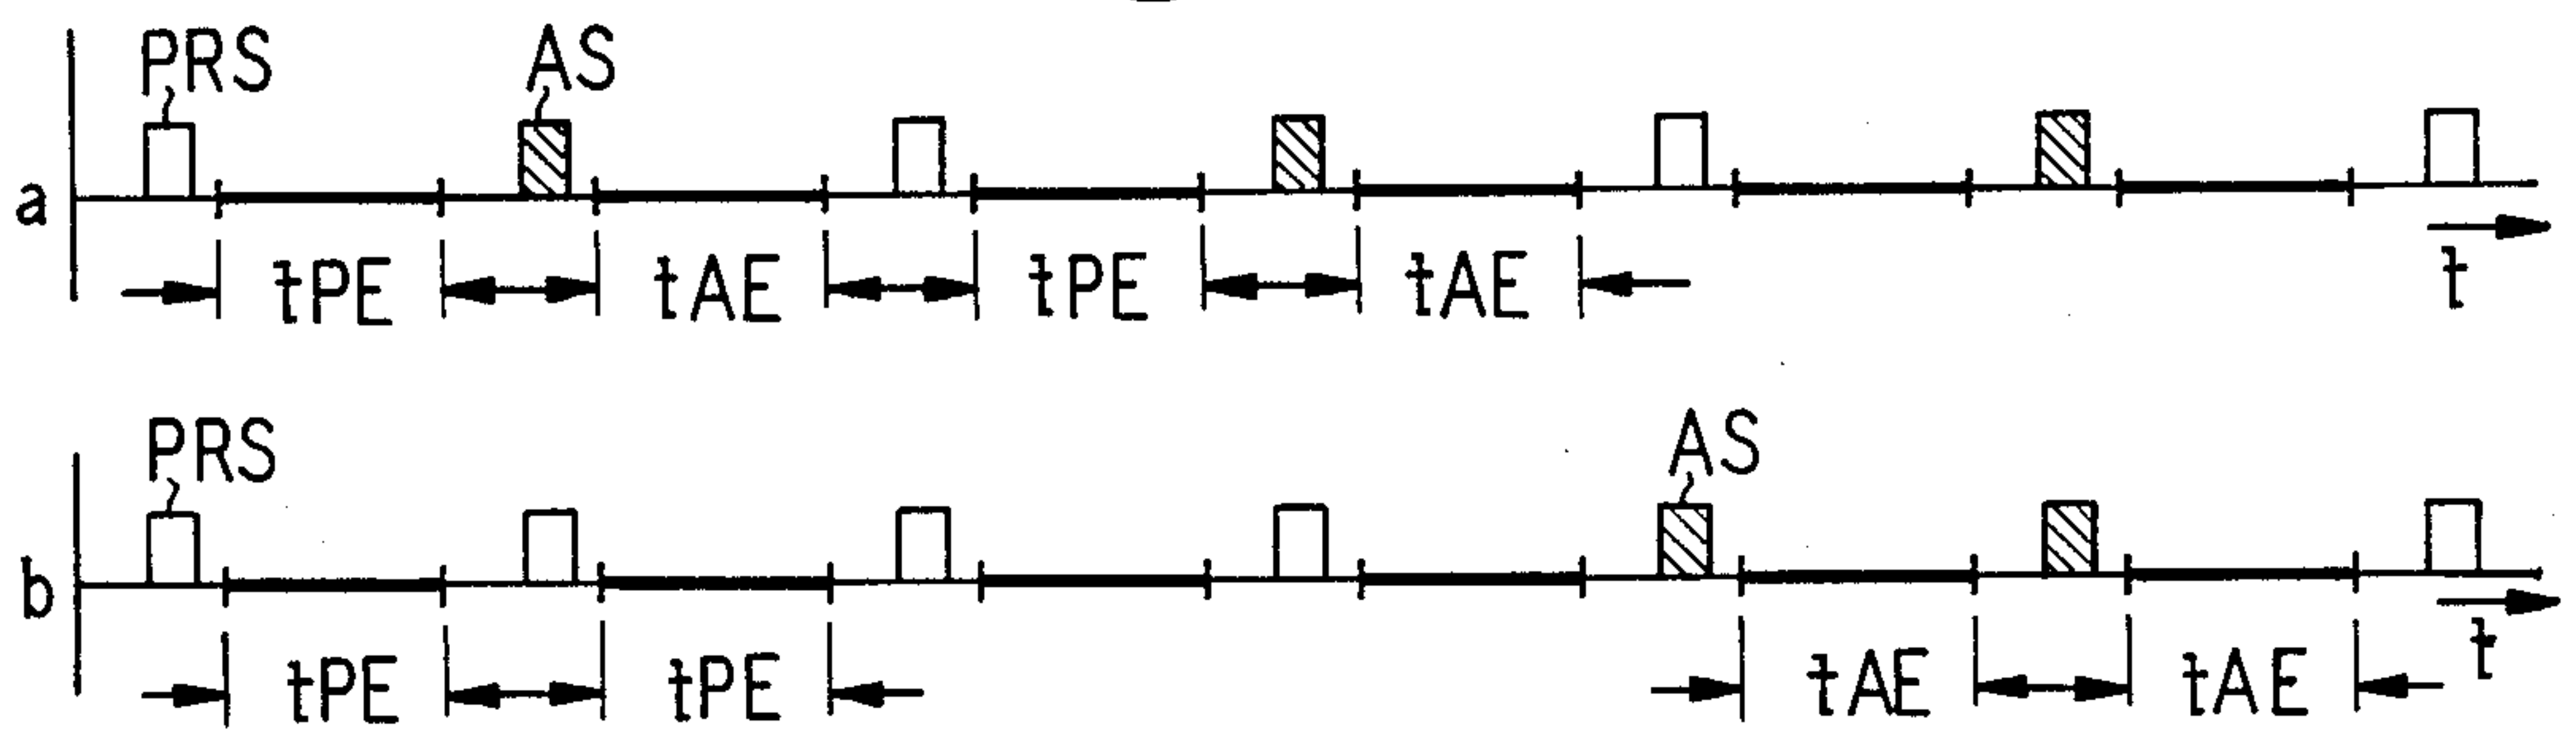 PRS AS
a
tPE tAE tPE tAE t
PRS AS
b
tPE tPE tAE tAE t